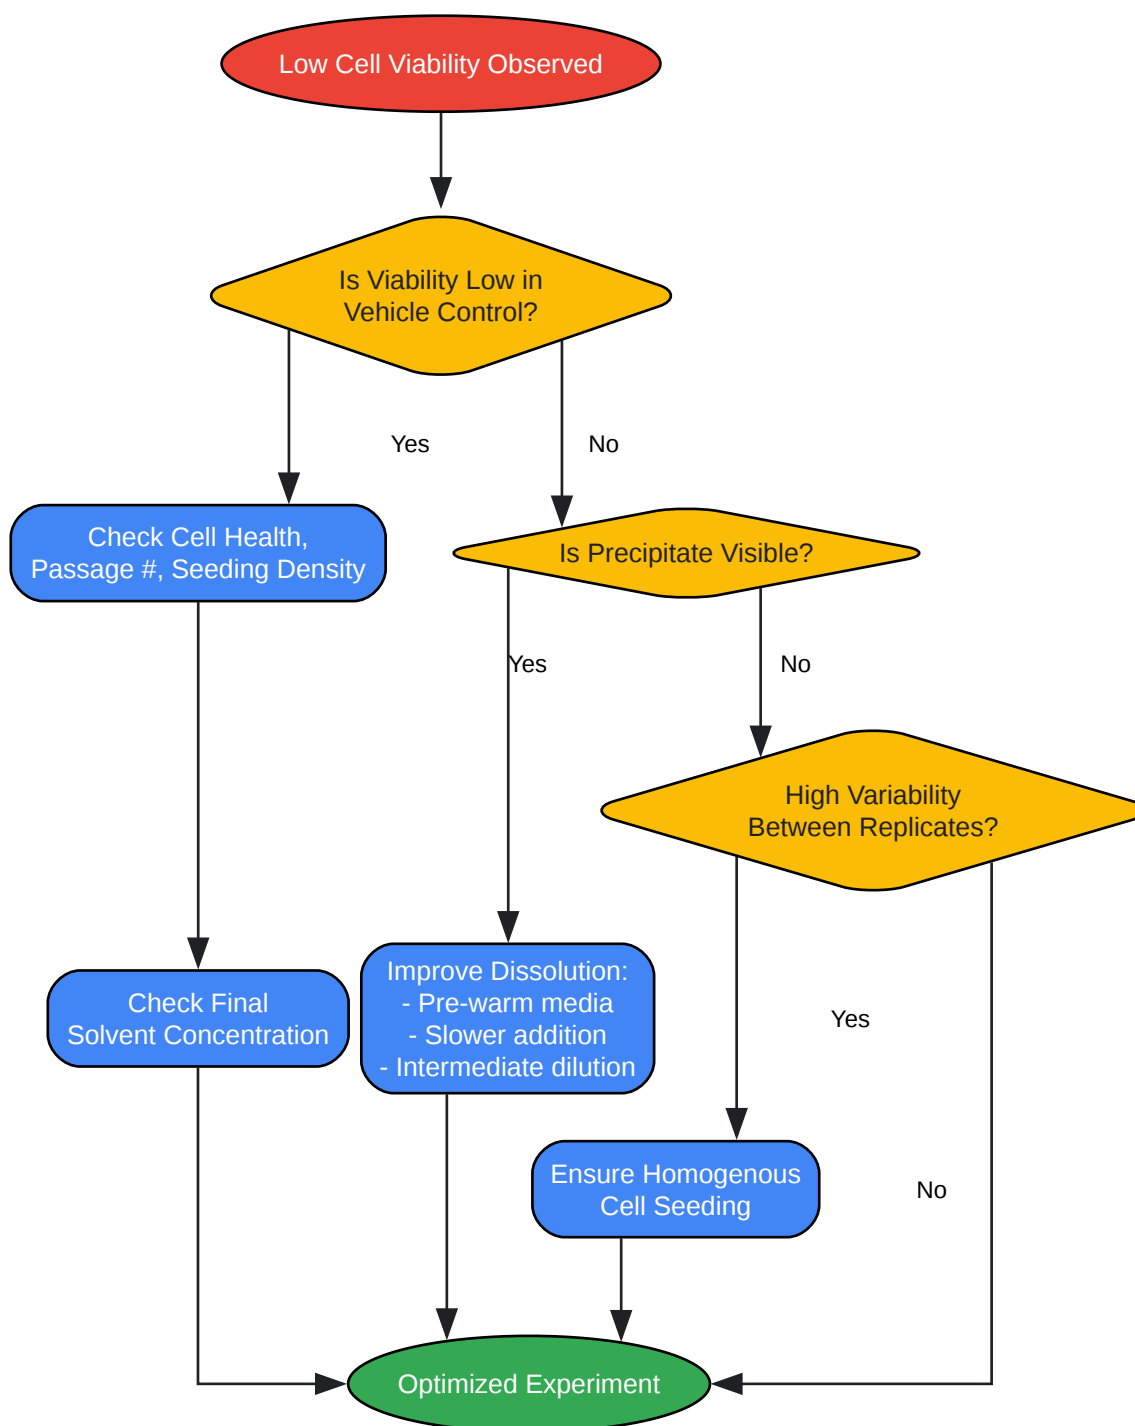 Low Cell Viability Observed
Is Viability Low in
Vehicle Control?
Yes
No
Check Cell Health,
Passage #, Seeding Density
Is Precipitate Visible?
Yes
No
High Variability
Between Replicates?
Improve Dissolution:
- Pre-warm media
- Slower addition
- Intermediate dilution
Check Final
Solvent Concentration
Yes
Ensure Homogenous
Cell Seeding
No
Optimized Experiment